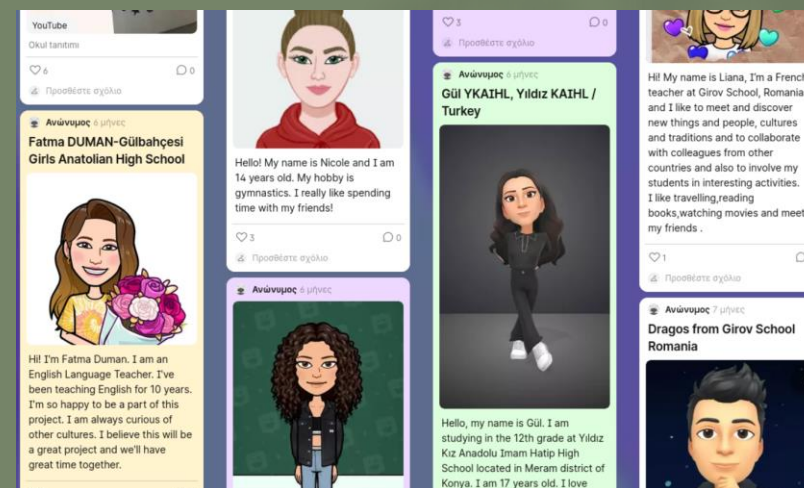 YouTube
Okul tanıtımı
6
0
Προσθέστε σχόλιο
Ανώνυμος 6 μήνες
Fatma DUMAN-Gülbahçesi
Girls Anatolian High School
Hi! I'm Fatma Duman. I am an
English Language Teacher. I've
been teaching English for 10 years.
I'm so happy to be a part of this
project. I am always curious of
other cultures. I believe this will be
a great project and we'll have
great time together.
Hello! My name is Nicole and I am
14 years old. My hobby is
gymnastics. I really like spending
time with my friends!
3
0
Προσθέστε σχόλιο
Ανώνυμος 6 μήνες
3
0
Προσθέστε σχόλιο
Ανώνυμος 6 μήνες
Gül YKAIHL, Yıldız KAIHL /
Turkey
Hello, my name is Gül. I am
studying in the 12th grade at Yıldız
Kız Anadolu Imam Hatip High
School located in Meram district of
Konya. I am 17 years old. I love
Hi! My name is Liana, I'm a French
teacher at Girov School, Romania
and I like to meet and discover
new things and people, cultures
and traditions and to collaborate
with colleagues from other
countries and also to involve my
students in interesting activities.
I like travelling,reading
books,watching movies and meet
my friends .
1
Προσθέστε σχόλιο
Ανώνυμος 7 μήνες
Dragos from Girov School
Romania